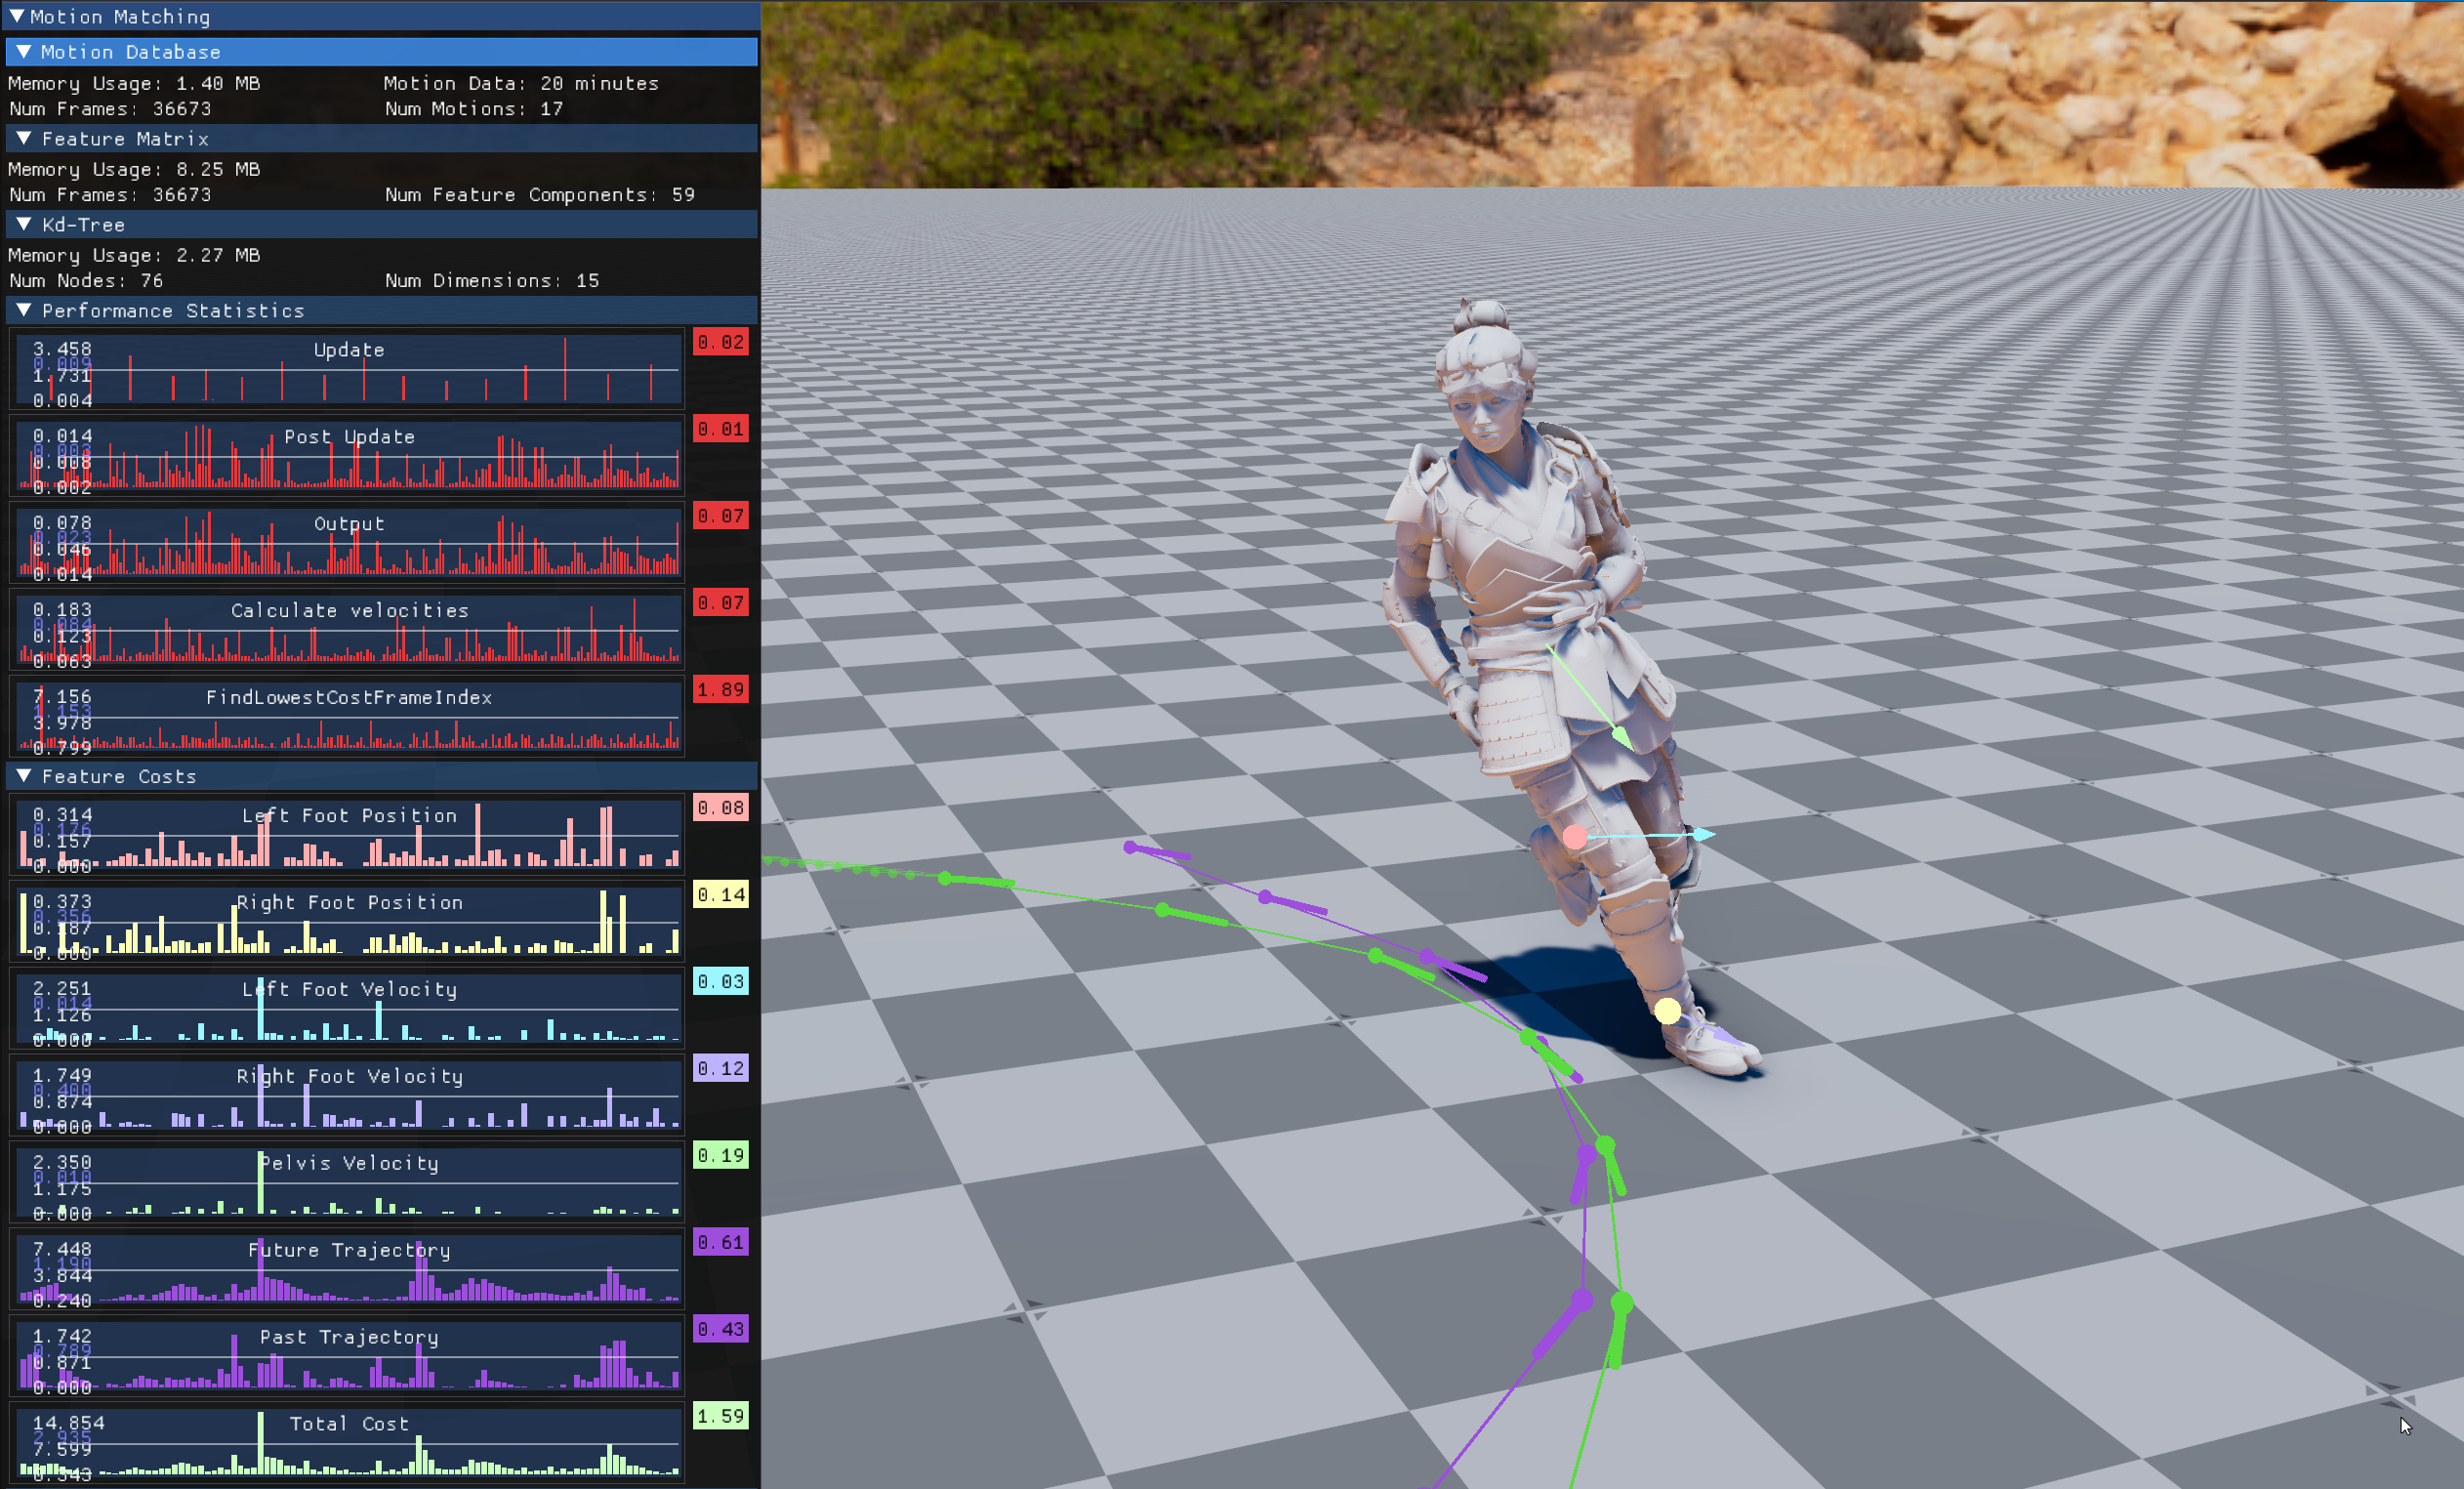 Motion Matching
Motion Database
Memory Usage: 1.40 MB Motion Data: 20 minutes
Num Frames: 36673 Num Motions: 17
Feature Matrix
Memory Usage: 8.25 MB
Num Frames: 36673 Num Feature Components: 59
Kd-Tree
Memory Usage: 2.27 MB
Num Nodes: 76 Num Dimensions: 15
Performance Statistics
3.458 Update 0.02
0.009
1.731
0.004
0.014 Post Update 0.01
0.008
0.002
0.078 Output 0.07
0.023
0.046
0.014
0.183 Calculate velocities 0.07
0.084
0.123
0.063
7.156 FindLowestCostFrameIndex 1.89
1.153
3.978
0.799
Feature Costs
0.314 Left Foot Position 0.08
0.176
0.157
0.000
0.373 Right Foot Position 0.14
0.356
0.187
0.000
2.251 Left Foot Velocity 0.03
0.014
1.126
0.000
1.749 Right Foot Velocity 0.12
0.400
0.874
0.000
2.350 Pelvis Velocity 0.19
0.010
1.175
0.000
7.448 Future Trajectory 0.61
1.190
3.844
0.240
1.742 Past Trajectory 0.43
0.789
0.871
0.000
14.854 Total Cost 1.59
2.935
7.599
0.343